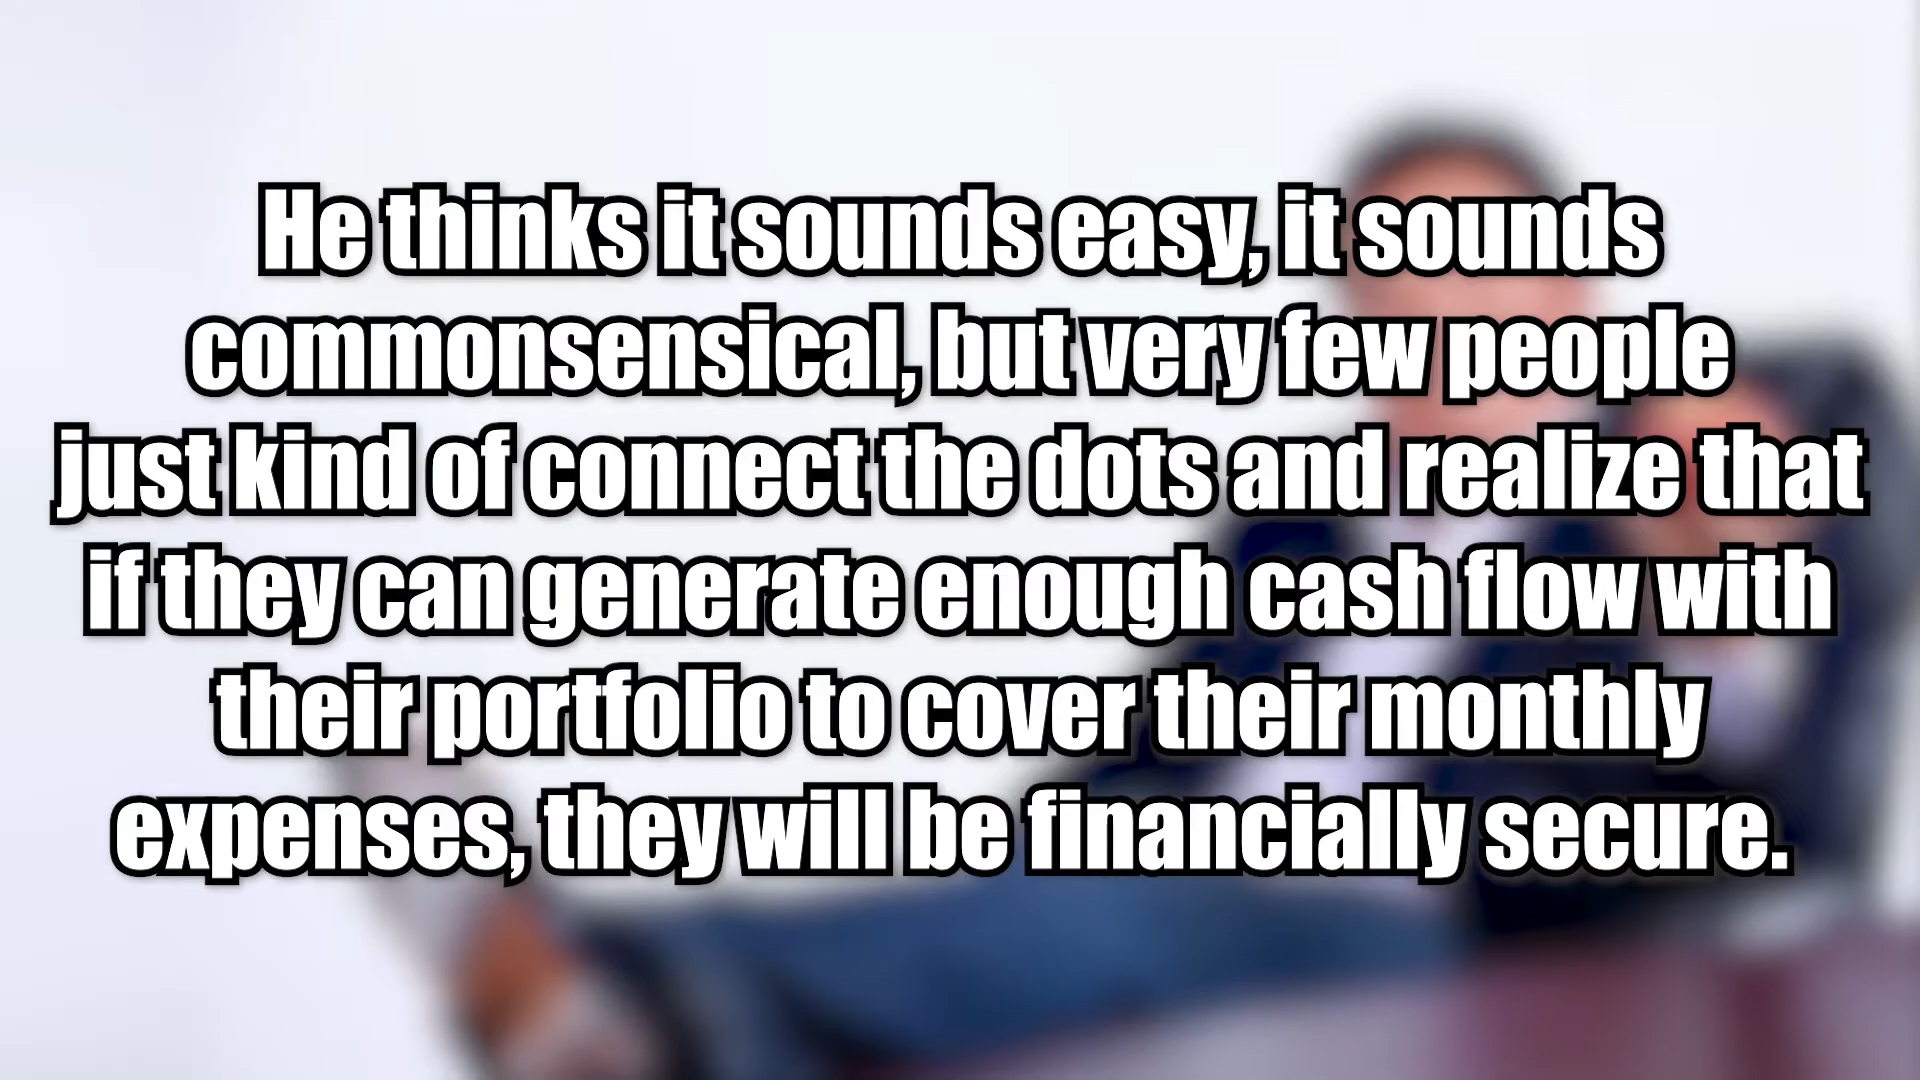 He thinks it sounds easy, it sounds
commonsensical, but very few people
just kind of connect the dots and realize that
if they can generate enough cash flow with
their portfolio to cover their monthly
expenses, they will be financially secure.